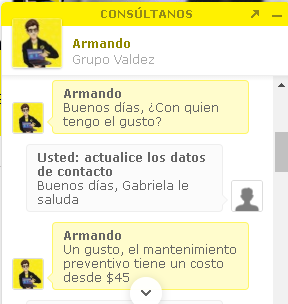 CONSÚLTANOS
Armando
Grupo Valdez
Armando
Buenos días, ¿Con quien
tengo el gusto?
Usted: actualice los datos
de contacto
Buenos días, Gabriela le
saluda
Armando
Un gusto, el mantenimiento
preventivo tiene un costo
desde $45